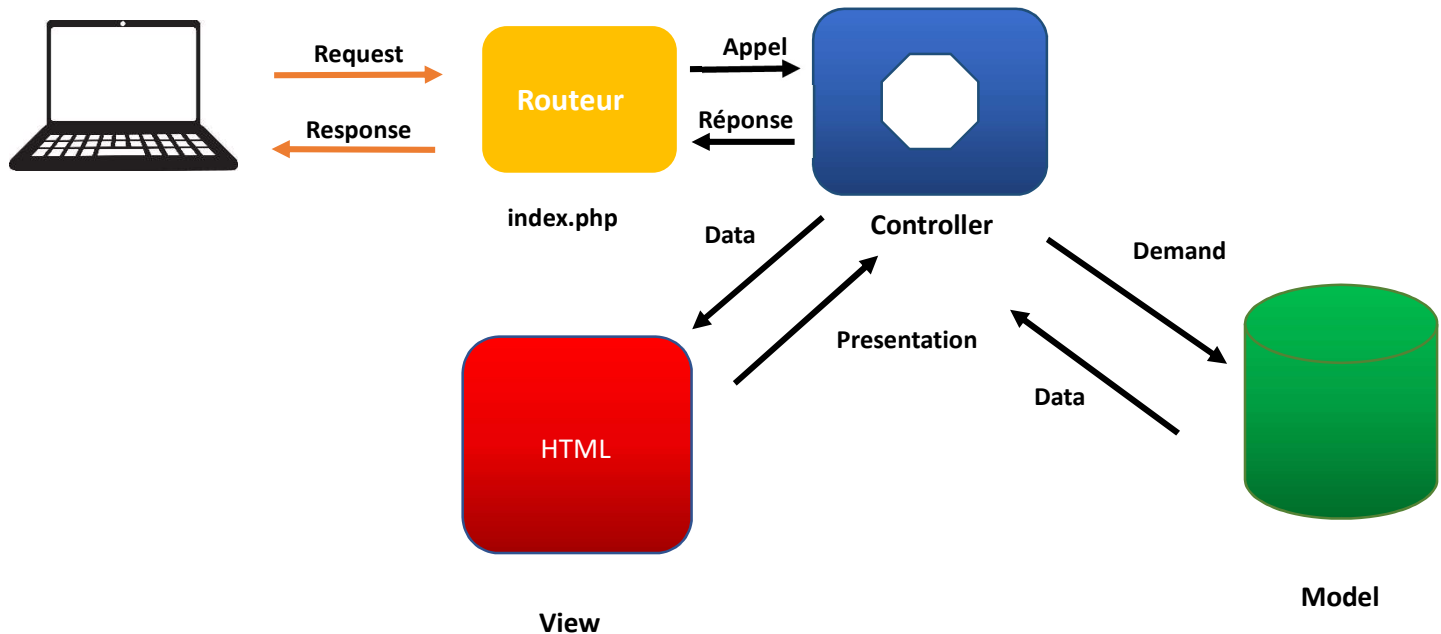 Request
Response
Routeur
index.php
Appel
Réponse
Controller
Data
Presentation
Demand
Data
HTML
View
Model